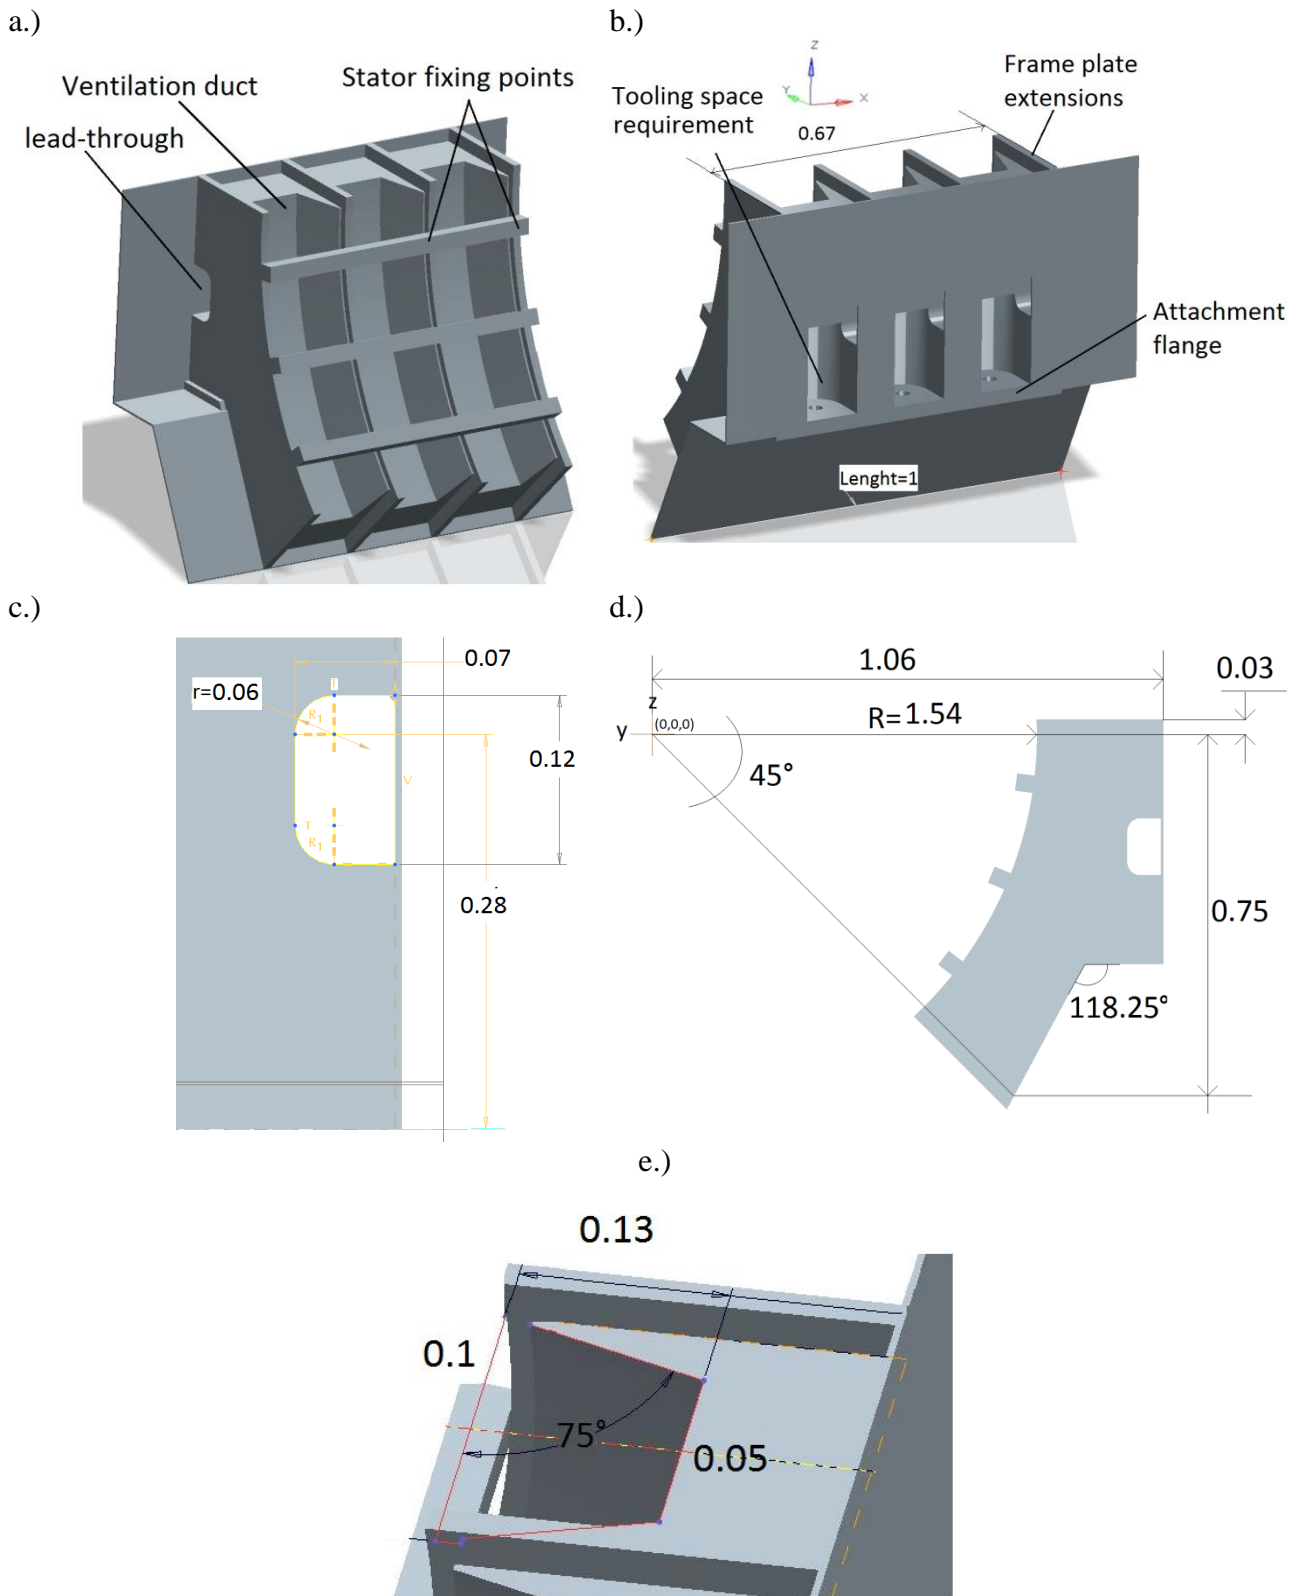 a.)
b.)
Ventilation duct
Stator fixing points
lead-through
Z
Y
X
Tooling space
requirement
0.67
Frame plate
extensions
Attachment
flange
Lenght=1
c.)
d.)
0.07
r=0.06
T
R1
0.12
V
T
R1
0.28
1.06
0.03
z
(0,0,0)
y
R=1.54
45°
0.75
118.25°
e.)
0.13
0.1
75°
0.05